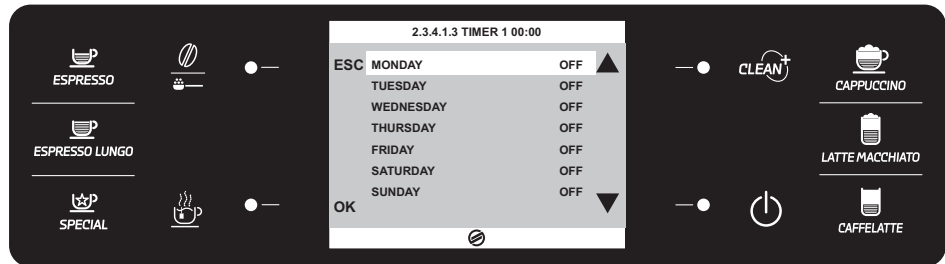 2.3.4.1.3 TIMER 1 00:00
ESC
MONDAY OFF
TUESDAY OFF
WEDNESDAY OFF
THURSDAY OFF
FRIDAY OFF
SATURDAY OFF
SUNDAY OFF
OK
ESPRESSO
ESPRESSO LUNGO
SPECIAL
CLEAN+
CAPPUCCINO
LATTE MACCHIATO
CAFFELATTE